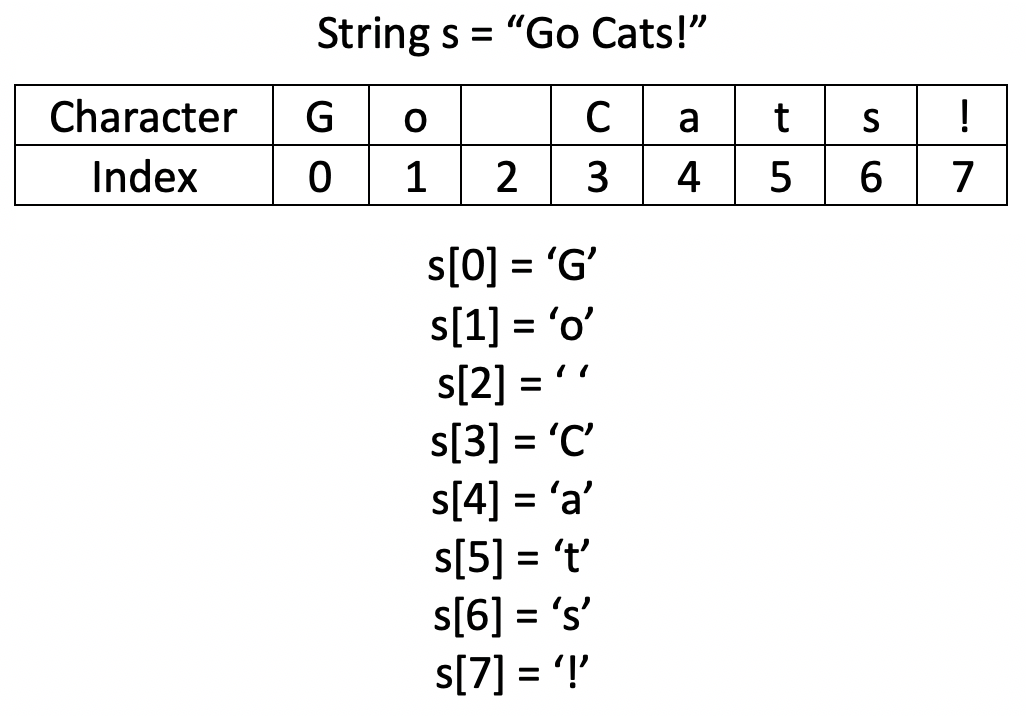 String s = “Go Cats!”
Character G o C a t s !
Index 0 1 2 3 4 5 6 7
s[0] = ‘G’
s[1] = ‘o’
s[2] = ‘ ‘
s[3] = ‘C’
s[4] = ‘a’
s[5] = ‘t’
s[6] = ‘s’
s[7] = ‘!’